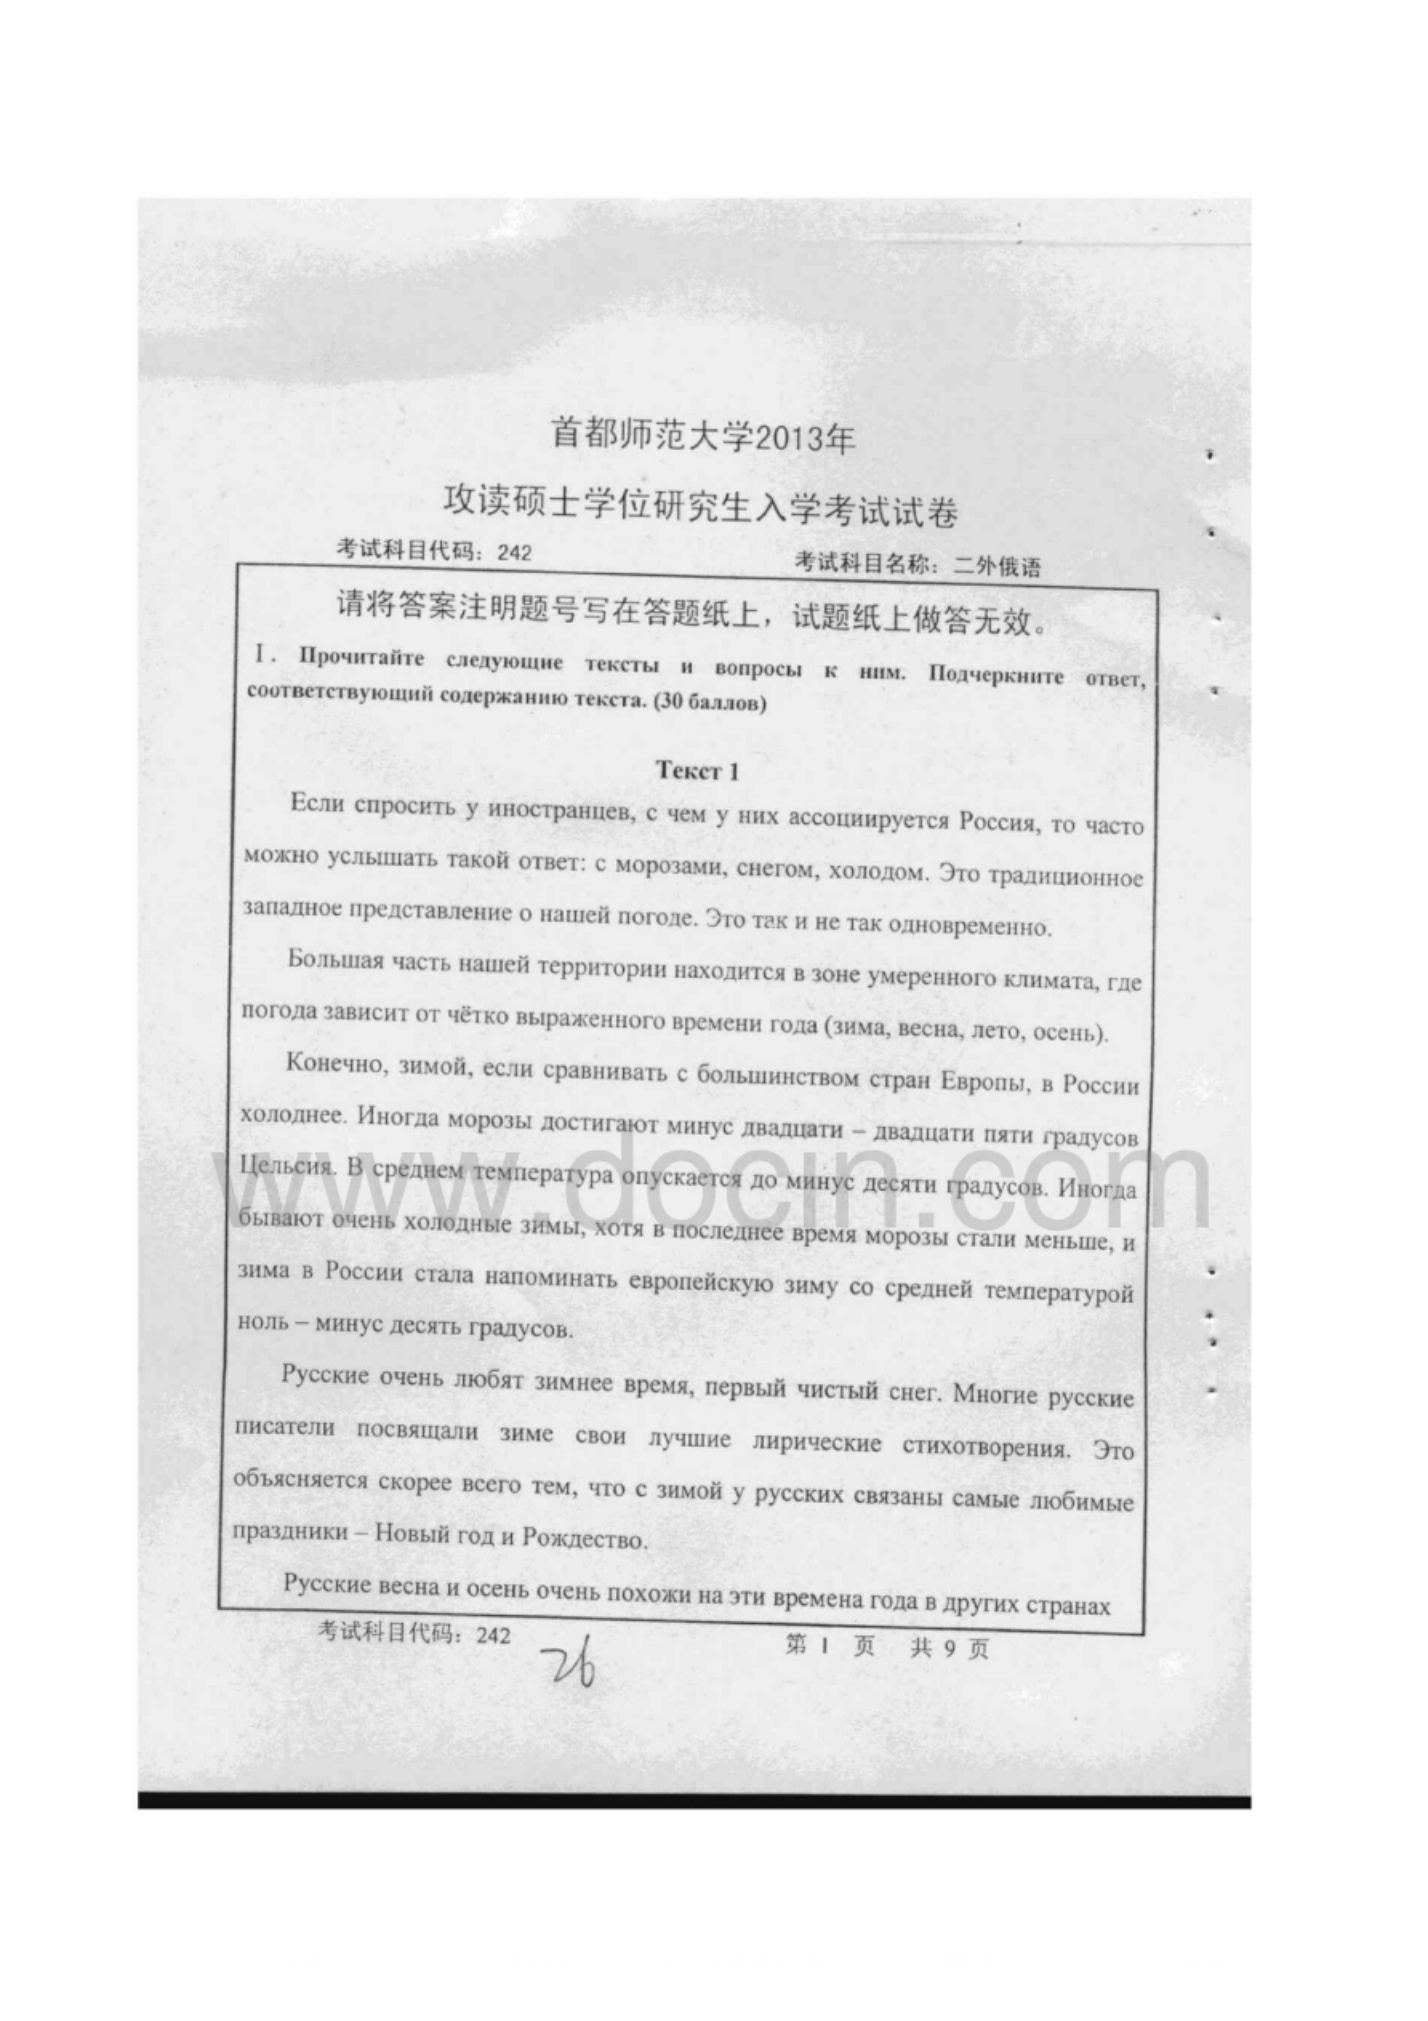 首都师范大学2013年
攻读硕士学位研究生入学考试试卷
考试科目代码：242 考试科目名称：二外俄语
请将答案注明题号写在答题纸上，试题纸上做答无效。
Ⅰ. Прочитайте следующие тексты и вопросы к ним. Подчеркните ответ,
соответствующий содержанию текста. (30 баллов)
Текст 1
Если спросить у иностранцев, с чем у них ассоциируется Россия, то часто
можно услышать такой ответ: с морозами, снегом, холодом. Это традиционное
западное представление о нашей погоде. Это так и не так одновременно.
Большая часть нашей территории находится в зоне умеренного климата, где
погода зависит от чётко выраженного времени года (зима, весна, лето, осень).
Конечно, зимой, если сравнивать с большинством стран Европы, в России
холоднее. Иногда морозы достигают минус двадцати – двадцати пяти градусов
Цельсия. В среднем температура опускается до минус десяти градусов. Иногда
бывают очень холодные зимы, хотя в последнее время морозы стали меньше, и
зима в России стала напоминать европейскую зиму со средней температурой
ноль – минус десять градусов.
Русские очень любят зимнее время, первый чистый снег. Многие русские
писатели посвящали зиме свои лучшие лирические стихотворения. Это
объясняется скорее всего тем, что с зимой у русских связаны самые любимые
праздники – Новый год и Рождество.
Русские весна и осень очень похожи на эти времена года в других странах
考试科目代码：242 第 1 页 共 9 页
26
www.docin.com